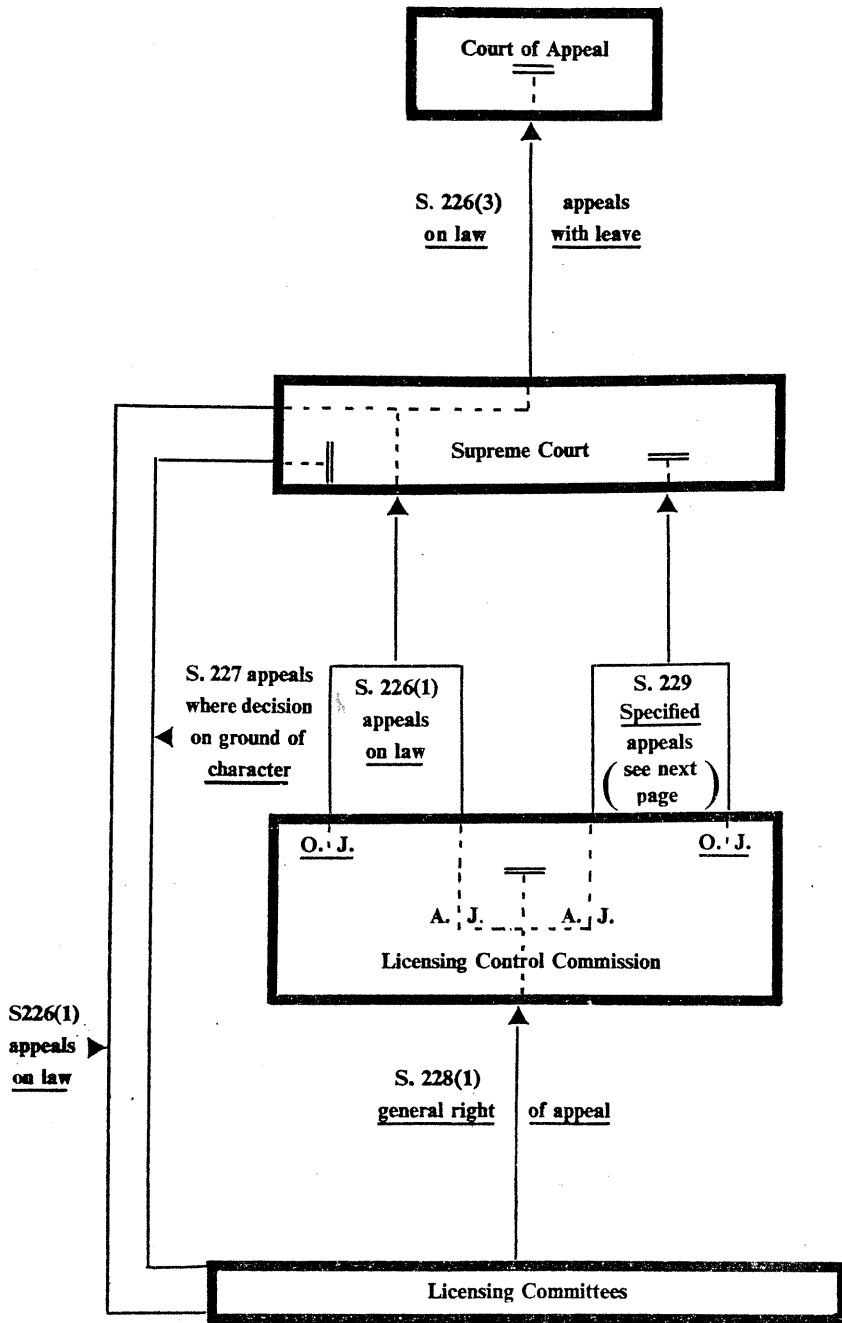 Court of Appeal
S. 226(3) appeals
on law with leave
Supreme Court
S. 227 appeals
where decision
on ground of
character
S. 226(1)
appeals
on law
S. 229
Specified
appeals
(see next
page)
O. J.
O. J.
A. J.
A. J.
Licensing Control Commission
S226(1)
appeals
on law
S. 228(1)
general right of appeal
Licensing Committees